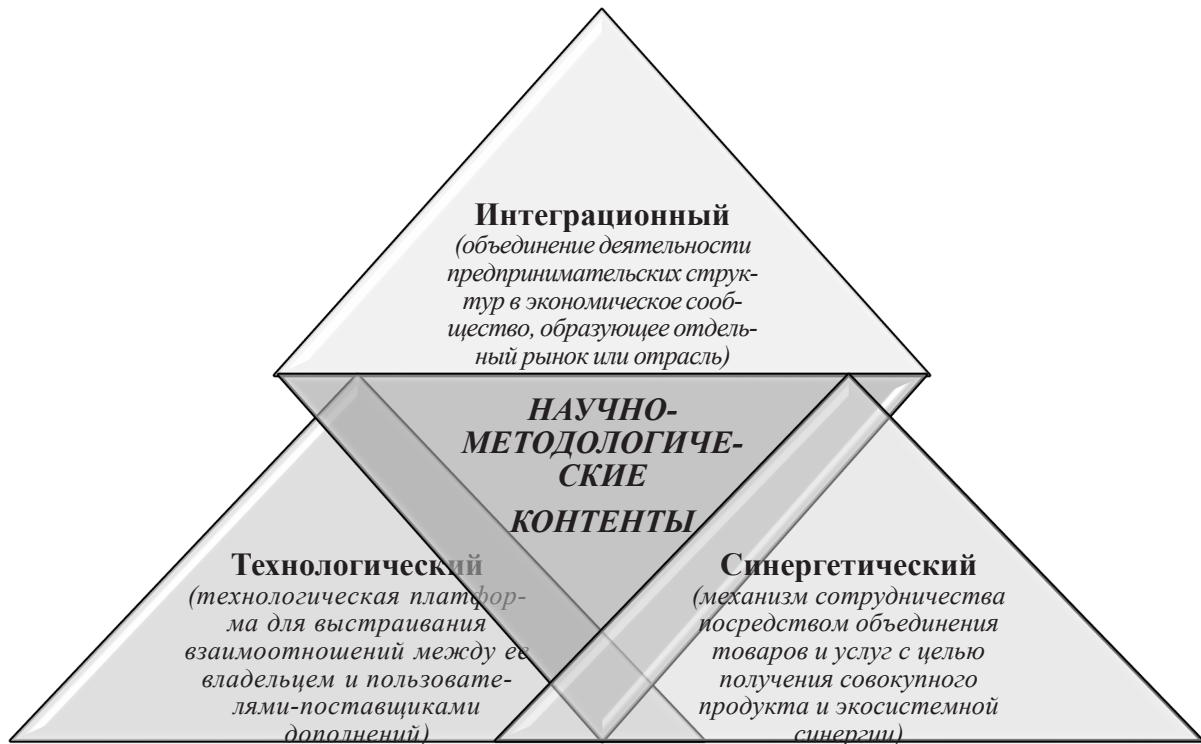 Интеграционный
(объединение деятельности
предпринимательских струк-
тур в экономическое сооб-
щество, образующее отдель-
ный рынок или отрасль)
НАУЧНО-
МЕТОДОЛОГИЧЕ-
СКИЕ
КОНТЕНТЫ
Технологический
(технологическая платфор-
ма для выстраивания
взаимоотношений между ее
владельцем и пользовате-
лями-поставщиками
дополнений)
Синергетический
(механизм сотрудничества
посредством объединения
товаров и услуг с целью
получения совокупного
продукта и экосистемной
синергии)